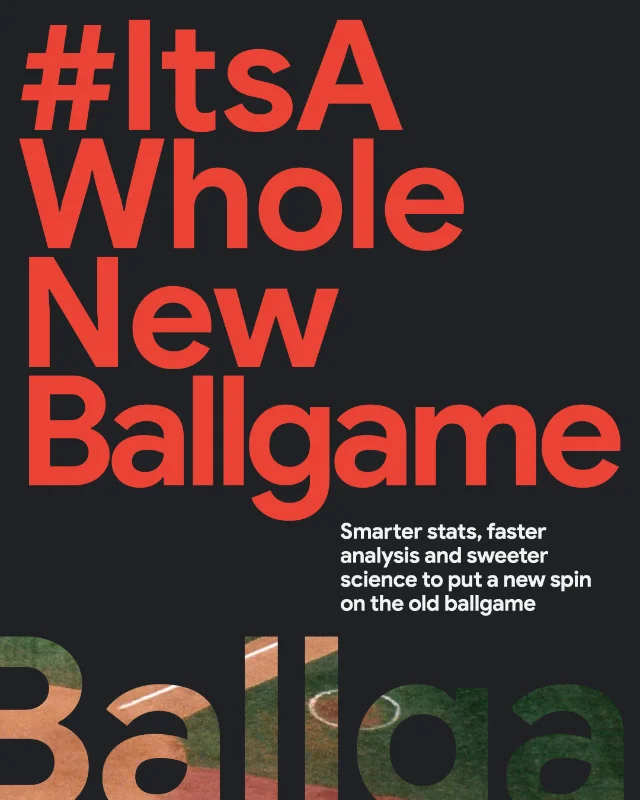 #ItsA
Whole
New
Ballgame
Smarter stats, faster
analysis and sweeter
science to put a new spin
on the old ballgame
Ballga